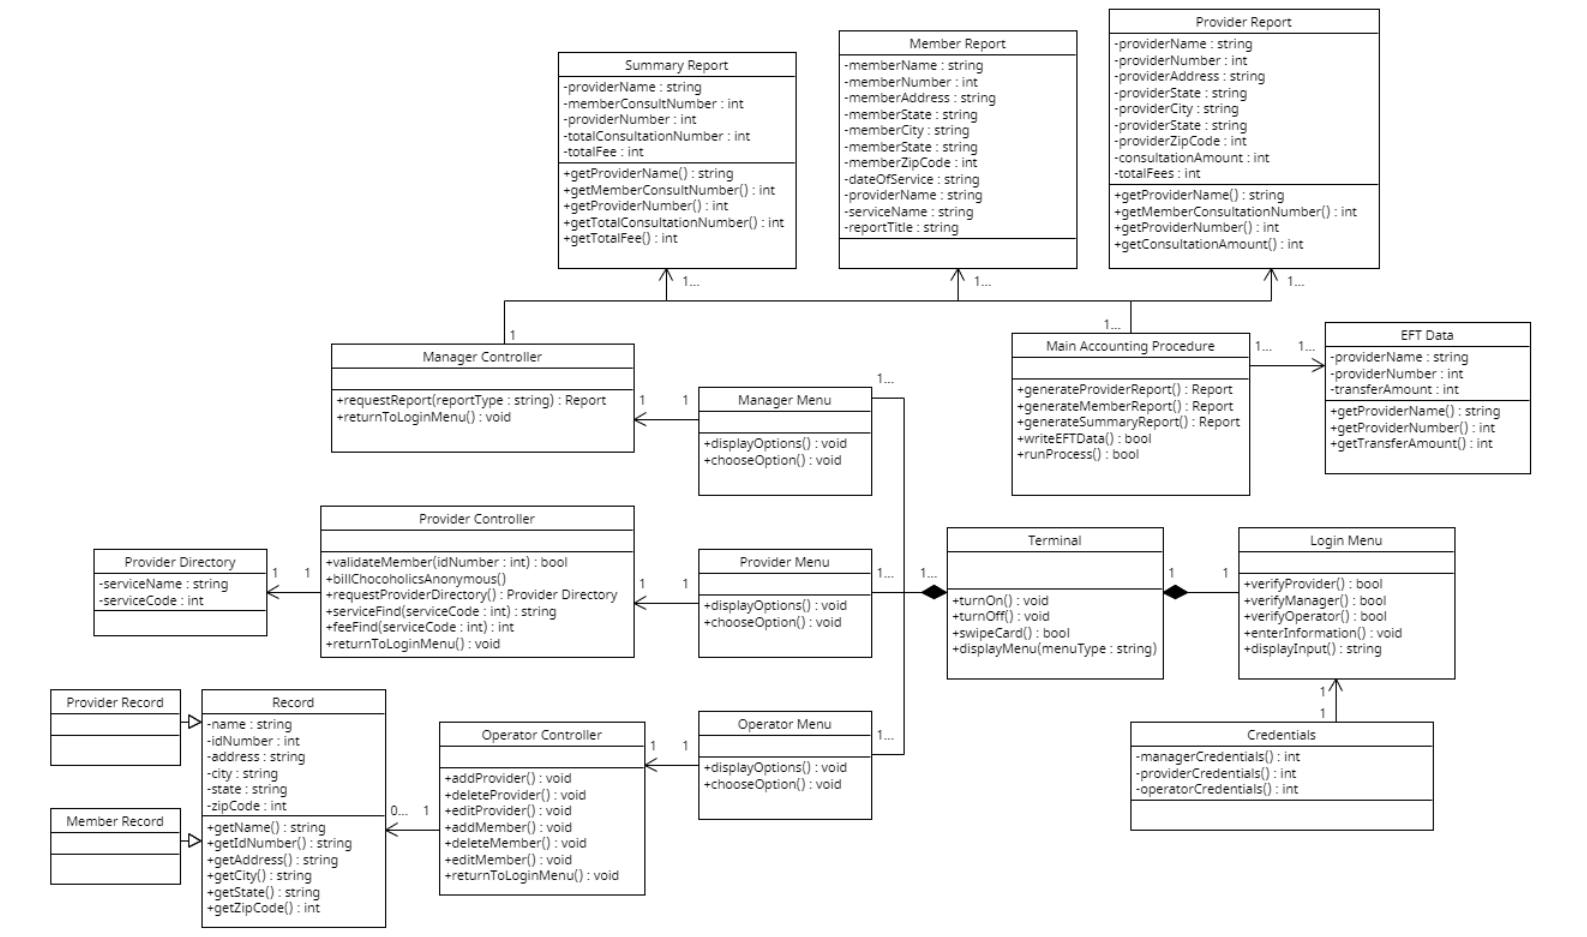 Provider Report
-providerName : string
-providerNumber : int
-providerAddress : string
-providerState : string
-providerCity : string
-providerState : string
-providerZipCode : int
-consultationAmount : int
-totalFees : int
+getProviderName() : string
+getMemberConsultationNumber() : int
+getProviderNumber() : int
+getConsultationAmount() : int
Member Report
-memberName : string
-memberNumber : int
-memberAddress : string
-memberState : string
-memberCity : string
-memberState : string
-memberZipCode : int
-dateOfService : string
-providerName : string
-serviceName : string
-reportTitle : string
Summary Report
-providerName : string
-memberConsultNumber : int
-providerNumber : int
-totalConsultationNumber : int
-totalFee : int
+getProviderName() : string
+getMemberConsultNumber() : int
+getProviderNumber() : int
+getTotalConsultationNumber() : int
+getTotalFee() : int
1...
1...
1...
1
1...
Manager Controller
+requestReport(reportType : string) : Report
+returnToLoginMenu() : void
1
1
Manager Menu
+displayOptions() : void
+chooseOption() : void
1...
Main Accounting Procedure
+generateProviderReport() : Report
+generateMemberReport() : Report
+generateSummaryReport() : Report
+writeEFTData() : bool
+runProcess() : bool
1...
1...
EFT Data
-providerName : string
-providerNumber : int
-transferAmount : int
+getProviderName() : string
+getProviderNumber() : int
+getTransferAmount() : int
Provider Directory
-serviceName : string
-serviceCode : int
1
1
Provider Controller
+validateMember(idNumber : int) : bool
+billChocoholicsAnonymous()
+requestProviderDirectory() : Provider Directory
+serviceFind(serviceCode : int) : string
+feeFind(serviceCode : int) : int
+returnToLoginMenu() : void
1
1
Provider Menu
+displayOptions() : void
+chooseOption() : void
1...
1...
Terminal
+turnOn() : void
+turnOff() : void
+swipeCard() : bool
+displayMenu(menuType : string)
1
1
Login Menu
+verifyProvider() : bool
+verifyManager() : bool
+verifyOperator() : bool
+enterInformation() : void
+displayInput() : string
1
1
Credentials
-managerCredentials() : int
-providerCredentials() : int
-operatorCredentials() : int
Provider Record
Member Record
Record
-name : string
-idNumber : int
-address : string
-city : string
-state : string
-zipCode : int
+getName() : string
+getIdNumber() : string
+getAddress() : string
+getCity() : string
+getState() : string
+getZipCode() : int
0...
1
Operator Controller
+addProvider() : void
+deleteProvider() : void
+editProvider() : void
+addMember() : void
+deleteMember() : void
+editMember() : void
+returnToLoginMenu() : void
1
1
Operator Menu
+displayOptions() : void
+chooseOption() : void
1...